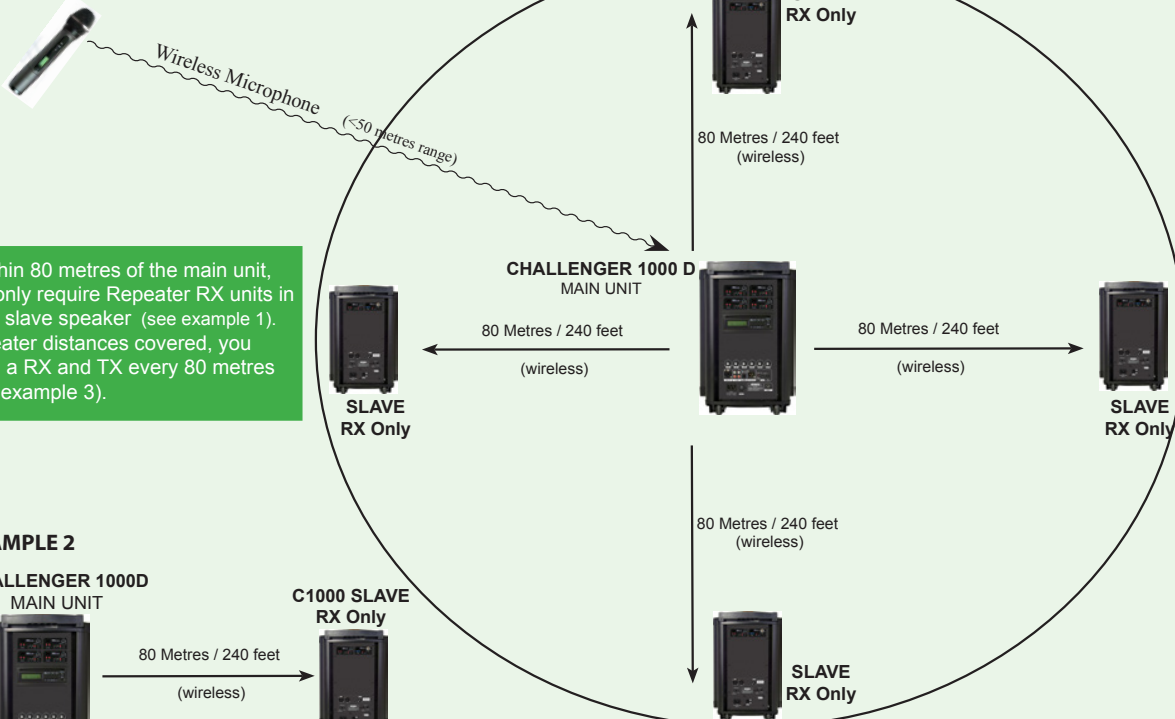 RX Only
Wireless Microphone (<50 metres range)
80 Metres / 240 feet
(wireless)
80 metres of the main unit,
only require Repeater RX units in
slave speaker (see example 1).
distances covered, you
a RX and TX every 80 metres
example 3).
CHALLENGER 1000 D
MAIN UNIT
80 Metres / 240 feet
(wireless)
80 Metres / 240 feet
(wireless)
SLAVE
RX Only
SLAVE
RX Only
80 Metres / 240 feet
(wireless)
2
1000D
MAIN UNIT
C1000 SLAVE
RX Only
80 Metres / 240 feet
(wireless)
SLAVE
RX Only